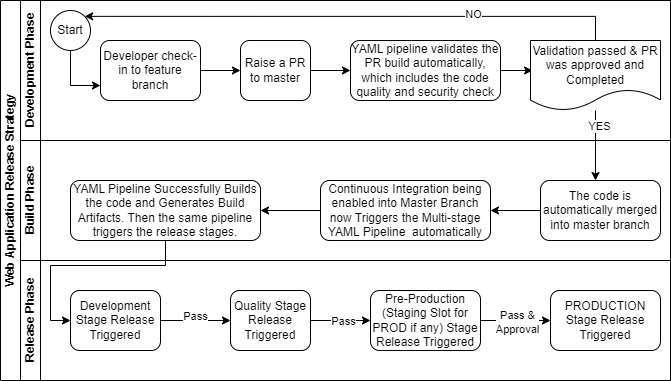 Web Application Release Strategy
Development Phase
Start
NO
Developer check-
in to feature
branch
Raise a PR
to master
YAML pipeline validates the
PR build automatically,
which includes the code
quality and security check
Validation passed & PR
was approved and
Completed
YES
Build Phase
YAML Pipeline Successfully Builds
the code and Generates Build
Artifacts. Then the same pipeline
triggers the release stages.
Continuous Integration being
enabled into Master Branch
now Triggers the Multi-stage
YAML Pipeline automatically
The code is
automatically merged
into master branch
Release Phase
Development
Stage Release
Triggered
Pass
Quality Stage
Release
Triggered
Pass
Pre-Production
(Staging Slot for
PROD if any) Stage
Release Triggered
Pass &
Approval
PRODUCTION
Stage Release
Triggered